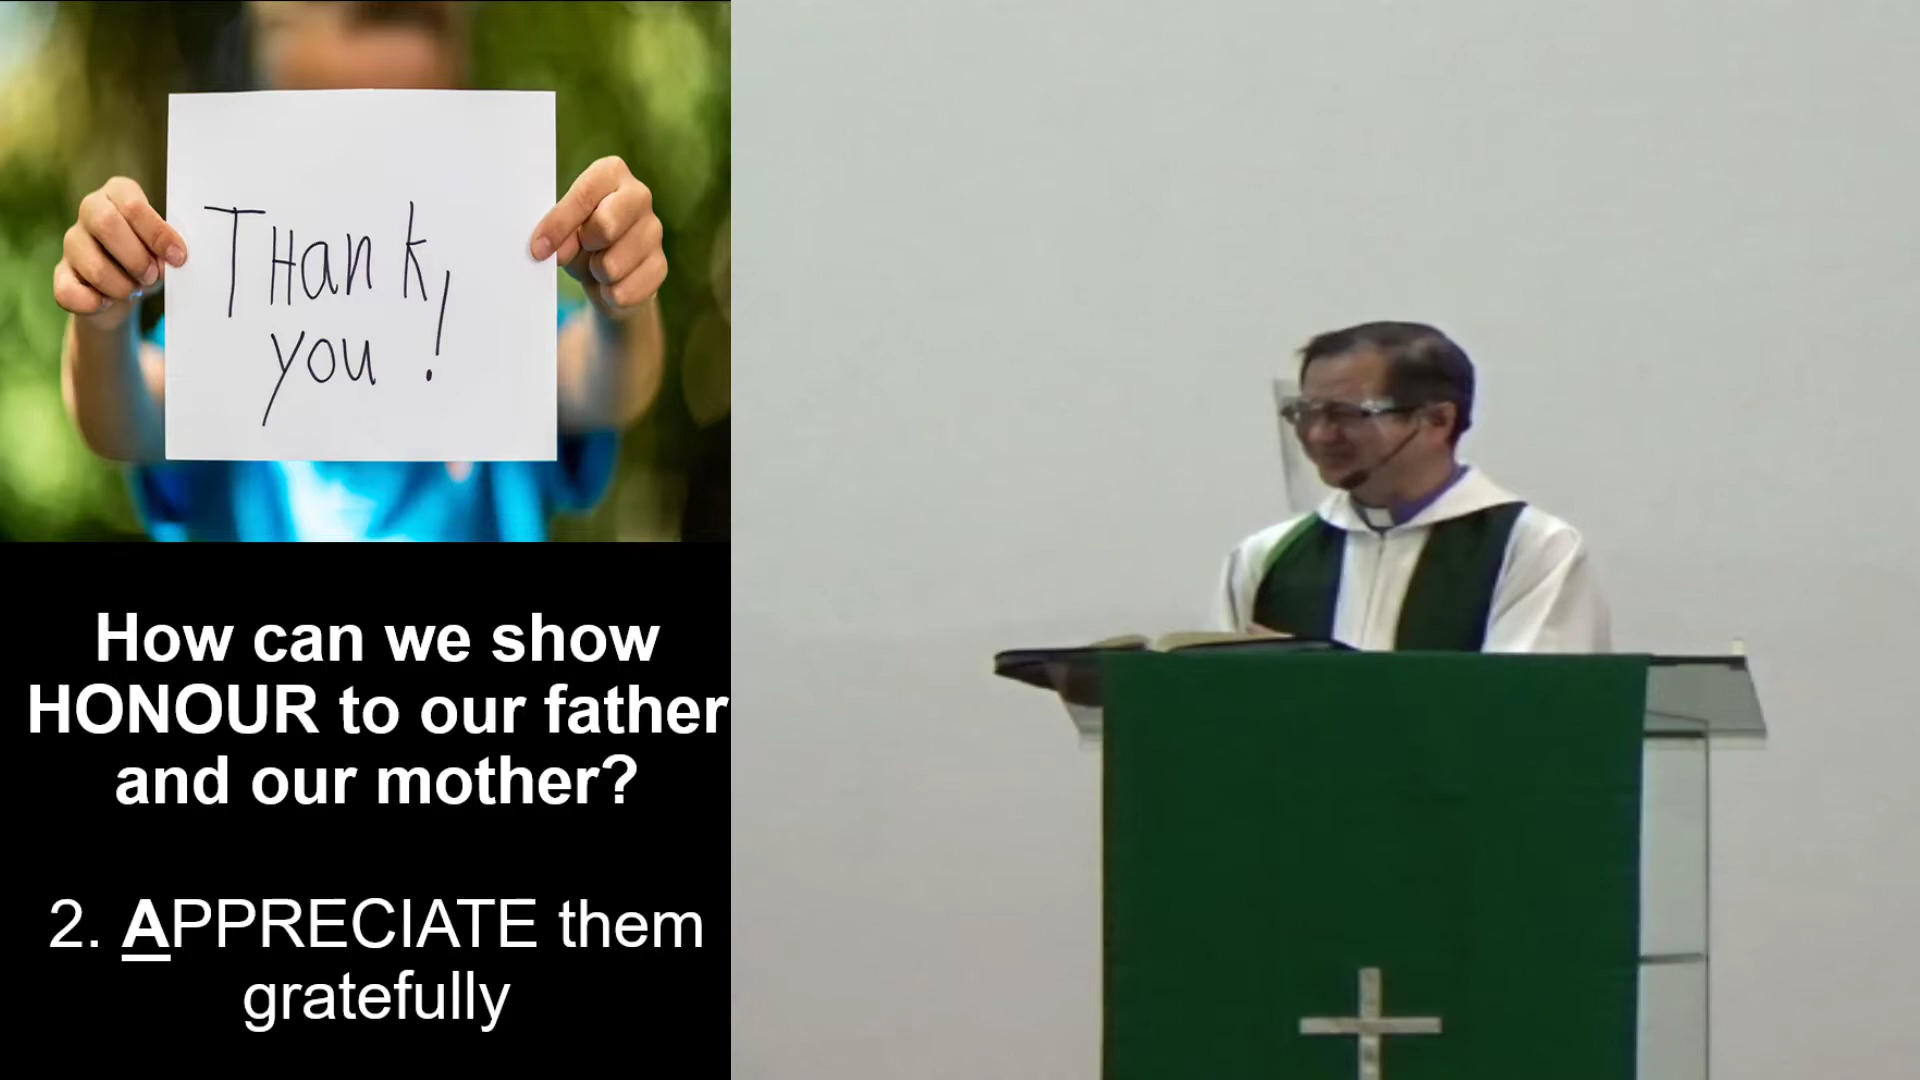 THank,
you !
How can we show
HONOUR to our father
and our mother?
2. APPRECIATE them
gratefully